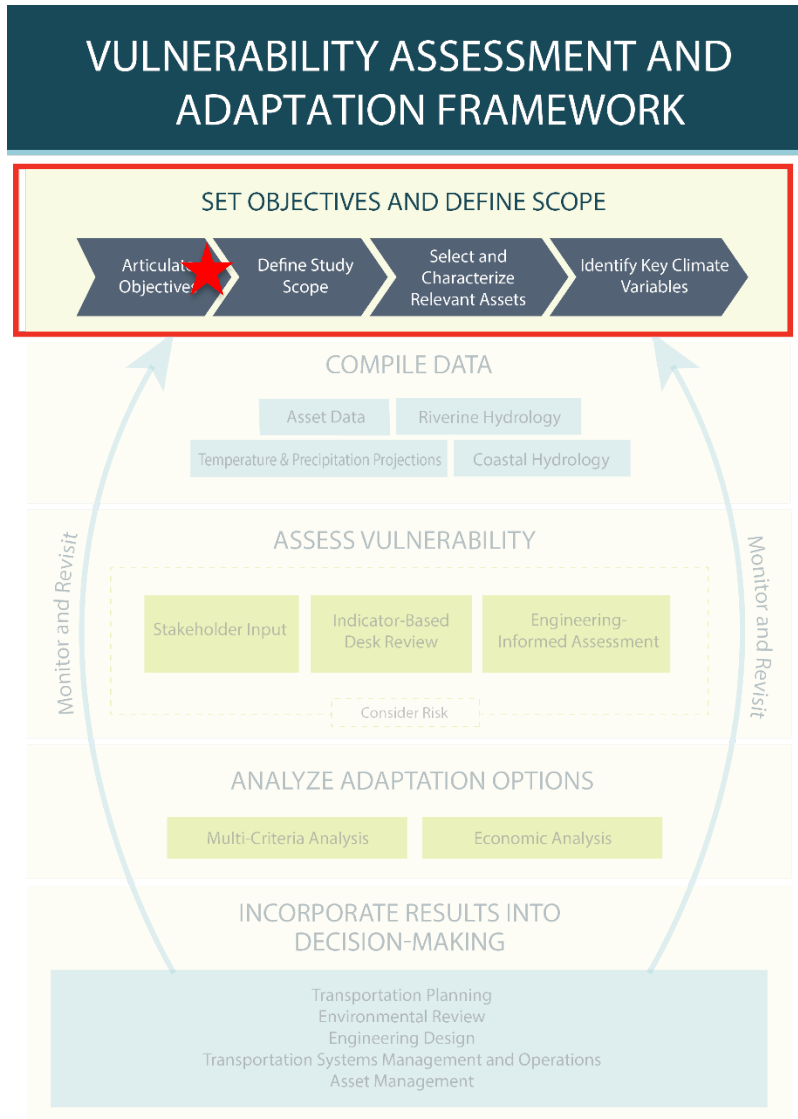 VULNERABILITY ASSESSMENT AND
ADAPTATION FRAMEWORK
SET OBJECTIVES AND DEFINE SCOPE
Articulate
Objectives
Define Study
Scope
Select and
Characterize
Relevant Assets
Identify Key Climate
Variables
COMPILE DATA
Asset Data
Riverine Hydrology
Temperature & Precipitation Projections
Coastal Hydrology
ASSESS VULNERABILITY
Stakeholder Input
Indicator-Based
Desk Review
Engineering-
Informed Assessment
Consider Risk
Monitor and Revisit
Monitor and Revisit
ANALYZE ADAPTATION OPTIONS
Multi-Criteria Analysis
Economic Analysis
INCORPORATE RESULTS INTO
DECISION-MAKING
Transportation Planning
Environmental Review
Engineering Design
Transportation Systems Management and Operations
Asset Management